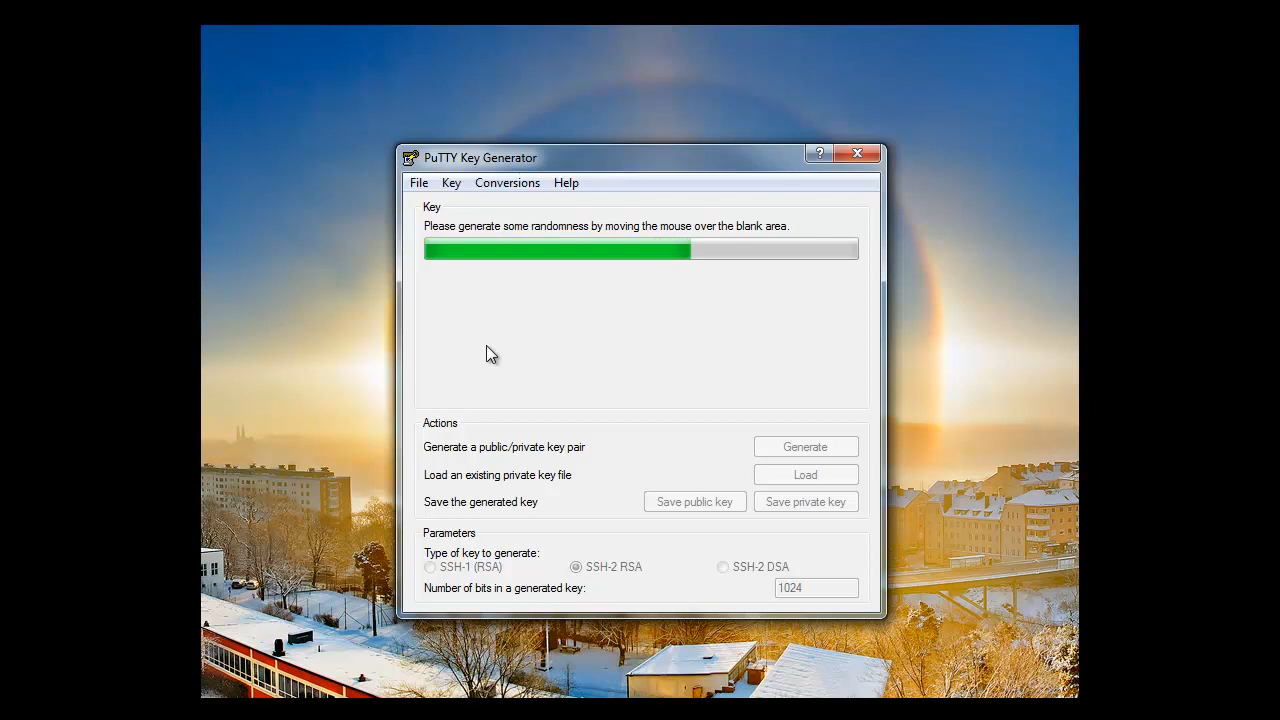 PuTTY Key Generator
?
File Key Conversions Help
Key
Please generate some randomness by moving the mouse over the blank area.
Actions
Generate a public/private key pair Generate
Load an existing private key file Load
Save the generated key Save public key Save private key
Parameters
Type of key to generate:
SSH-1 (RSA) SSH-2 RSA SSH-2 DSA
Number of bits in a generated key: 1024